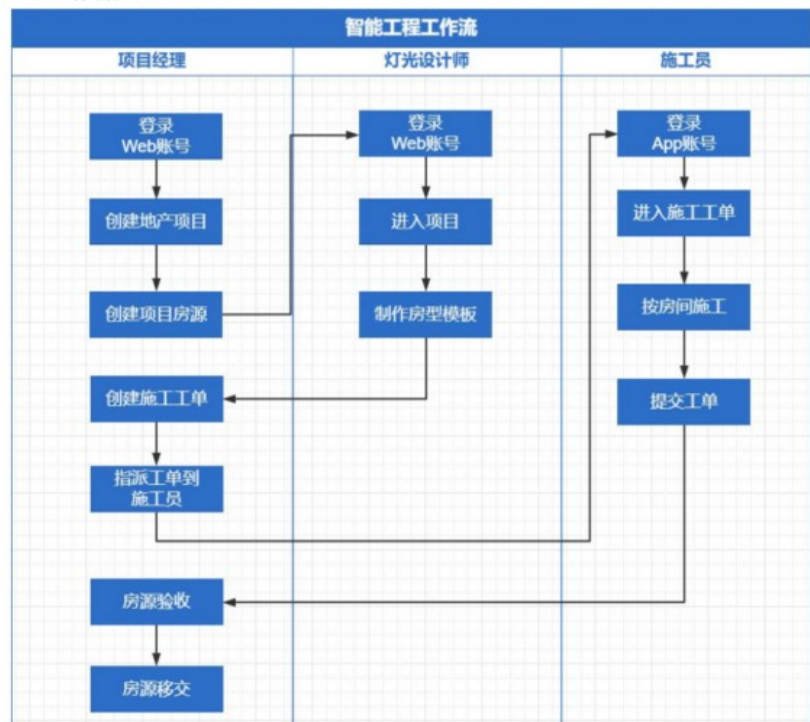 智能工程工作流
项目经理
灯光设计师
施工员
登录
Web账号
创建地产项目
创建项目房源
创建施工工单
指派工单到
施工员
房源验收
房源移交
登录
Web账号
进入项目
制作房型模板
登录
App账号
进入施工工单
按房间施工
提交工单